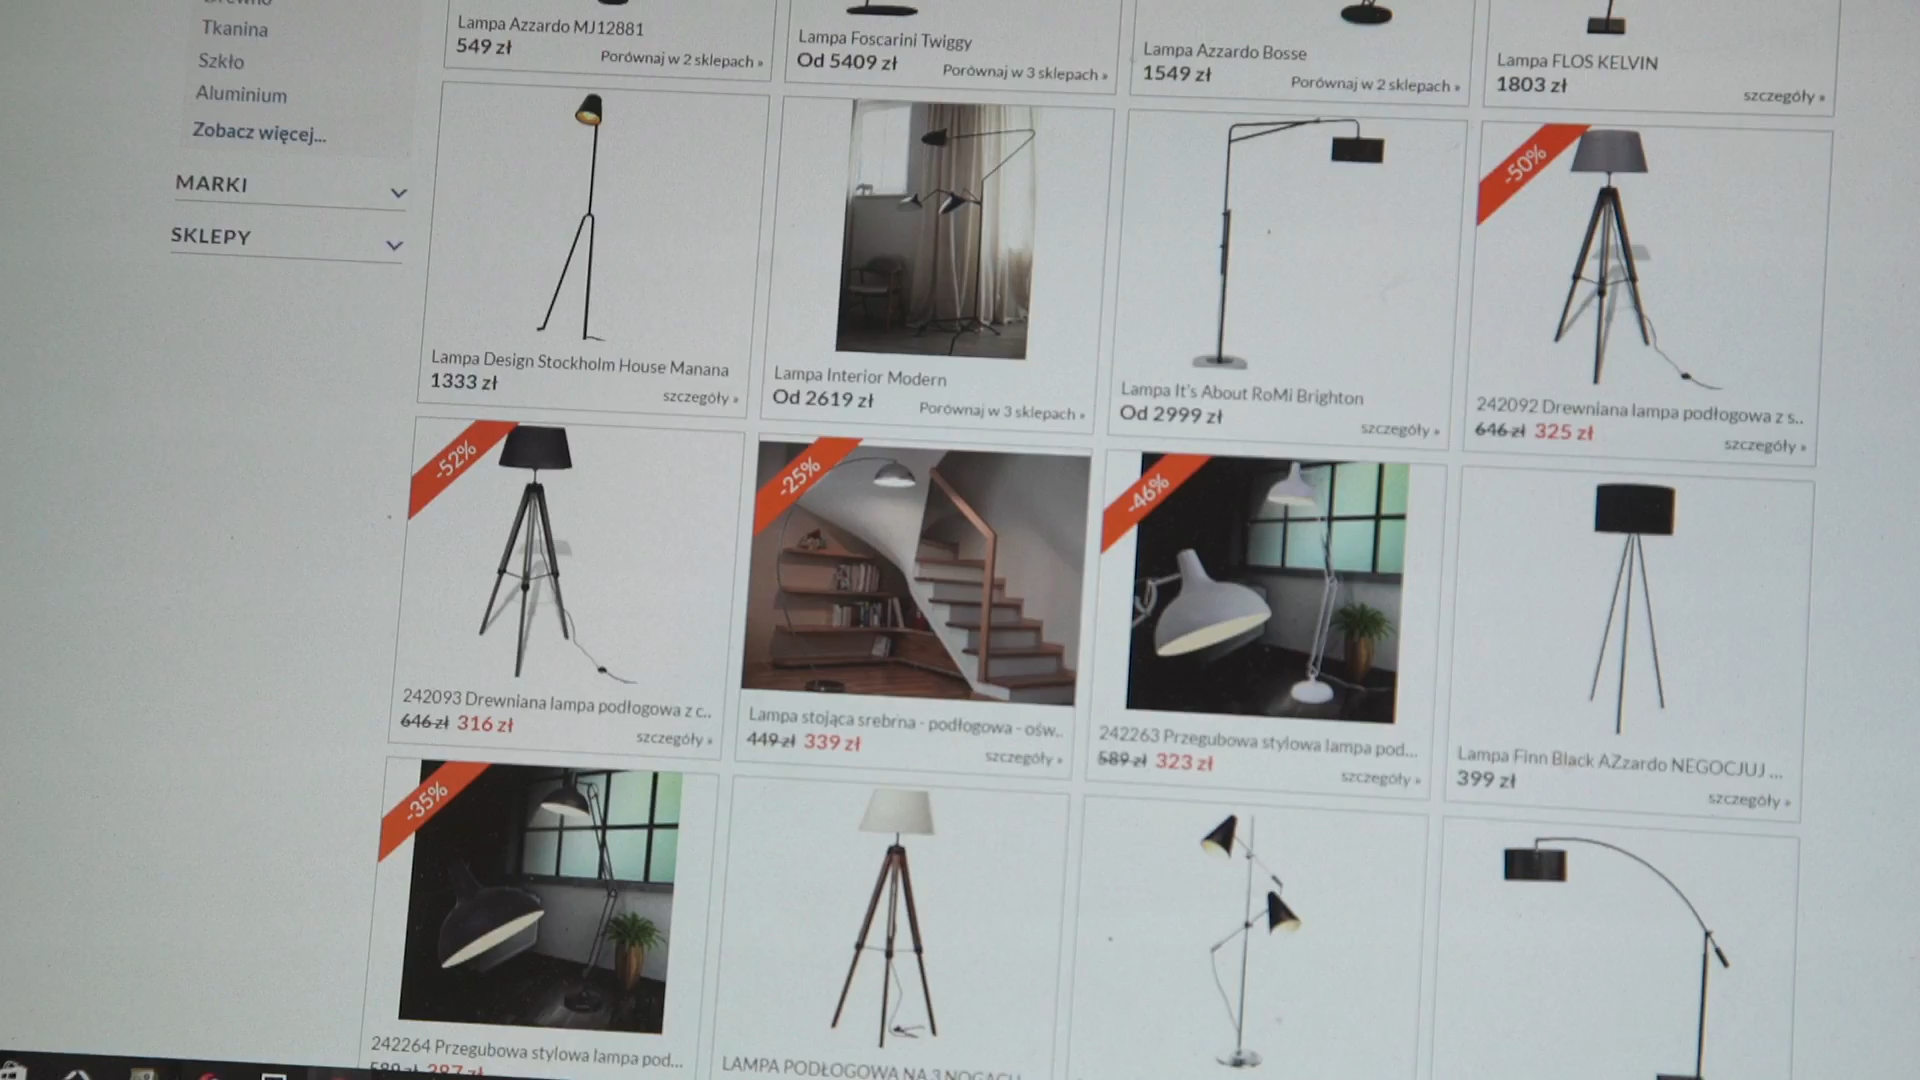 Tkanina
Szkło
Aluminium
Zobacz więcej...
MARKI
SKLEPY
Lampa Azzardo MJ12881
549 zł
Porównaj w 2 sklepach »
Lampa Foscarini Twiggy
Od 5409 zł
Porównaj w 3 sklepach »
Lampa Azzardo Bosse
1549 zł
Porównaj w 2 sklepach »
Lampa FLOS KELVIN
1803 zł
szczegóły »
Lampa Design Stockholm House Manana
1333 zł
szczegóły »
Lampa Interior Modern
Od 2619 zł
Porównaj w 3 sklepach »
Lampa It's About RoMi Brighton
Od 2999 zł
szczegóły »
-50%
242092 Drewniana lampa podłogowa z s..
646 zł 325 zł
szczegóły »
-52%
242093 Drewniana lampa podłogowa z c..
646 zł 316 zł
szczegóły »
-25%
Lampa stojąca srebrna - podłogowa - ośw..
449 zł 339 zł
szczegóły »
-46%
242263 Przegubowa stylowa lampa pod...
589 zł 323 zł
szczegóły »
Lampa Finn Black AZzardo NEGOCJUJ ...
399 zł
szczegóły »
-35%
242264 Przegubowa stylowa lampa pod...
LAMPA PODŁOGOWA NA 3 NOGACH